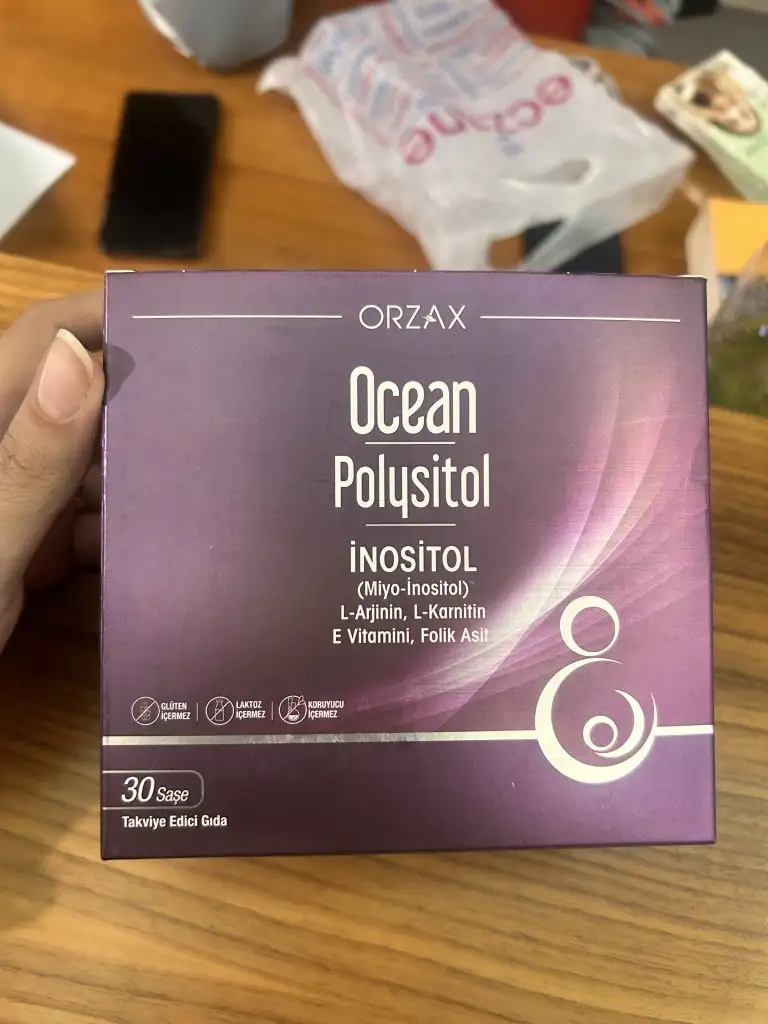 eczane
ORZAX
Ocean
Polysitol
İNOSİTOL
(Miyo-İnositol)
L-Arjinin, L-Karnitin
E Vitamini, Folik Asit
GLÜTEN
İÇERMEZ
LAKTOZ
İÇERMEZ
KORUYUCU
İÇERMEZ
30 Saşe
Takviye Edici Gıda